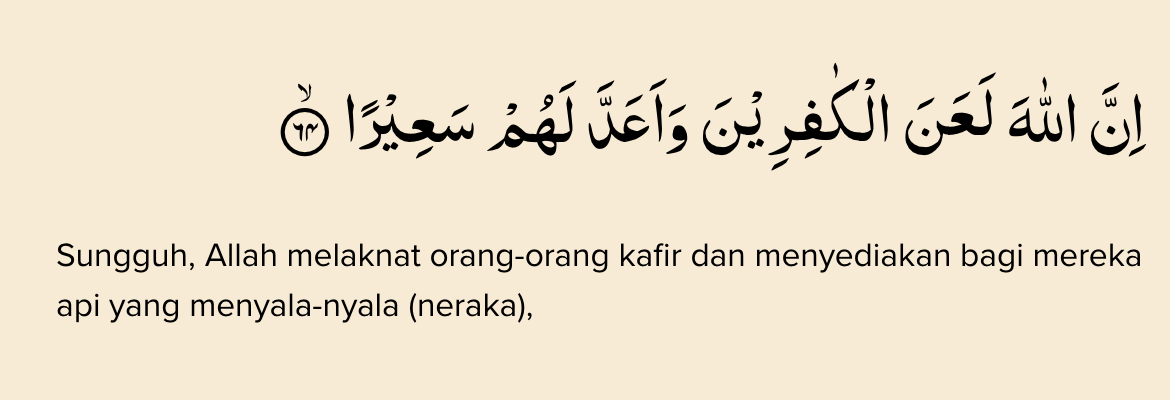 اِنَّ اللّٰهَ لَعَنَ الْكٰفِرِيْنَ وَاَعَدَّ لَهُمْ سَعِيْرًاۙ ٦٤
Sungguh, Allah melaknat orang-orang kafir dan menyediakan bagi mereka
api yang menyala-nyala (neraka),